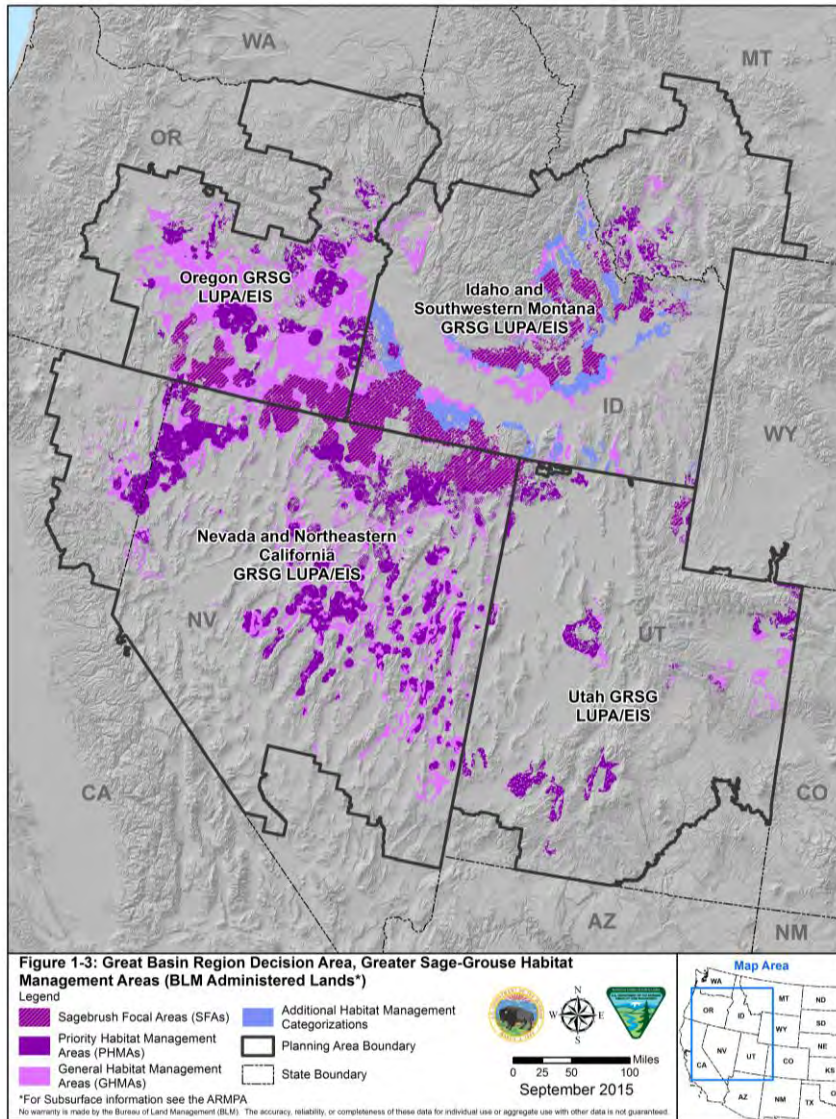 WA
MT
OR
Oregon GRSG
LUPA/EIS
Idaho and
Southwestern Montana
GRSG LUPA/EIS
ID
WY
Nevada and Northeastern
California
GRSG LUPA/EIS
NV
UT
Utah GRSG
LUPA/EIS
CA
CO
AZ
NM
Figure 1-3: Great Basin Region Decision Area, Greater Sage-Grouse Habitat
Management Areas (BLM Administered Lands*)
Legend
Sagebrush Focal Areas (SFAs)
Priority Habitat Management
Areas (PHMAs)
General Habitat Management
Areas (GHMAs)
Additional Habitat Management
Categorizations
Planning Area Boundary
State Boundary
N
W
E
S
Miles
0 25 50 100
September 2015
*For Subsurface information see the ARMPA
No warranty is made by the Bureau of Land Management (BLM). The accuracy, reliability, or completeness of these data for individual use or aggregate use with other data is not guaranteed.
Map Area
WA
MT
ND
OR
ID
SD
WY
NE
NV
UT
CO
KS
CA
AZ
NM
OK
TX